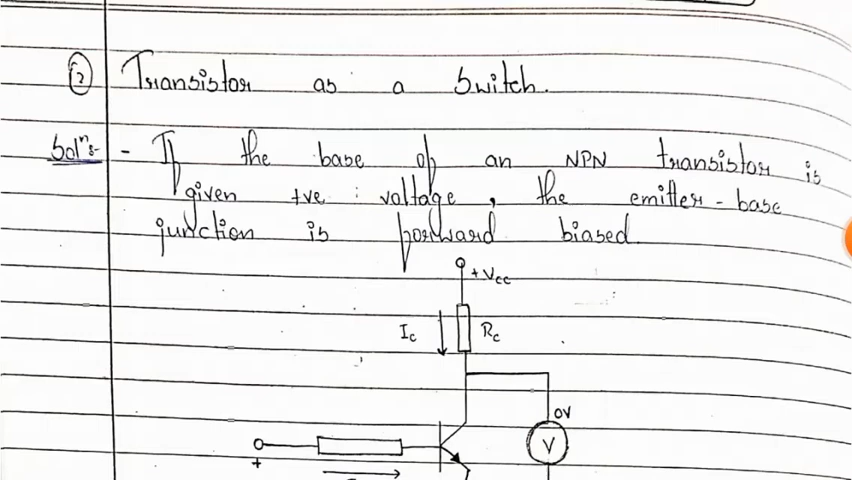 ② Transistor as a Switch.
Solⁿ:- - If the base of an NPN transistor is
given +ve voltage, the emitter-base
junction is forward biased
+Vcc
Ic Rc
0V
V
+